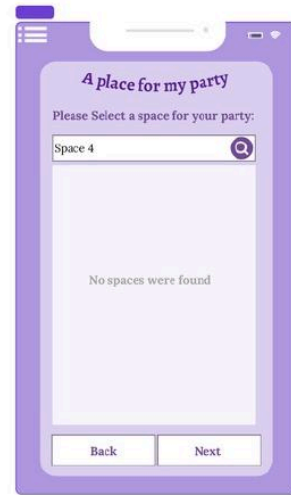 A place for my party
Please Select a space for your party:
Space 4
No spaces were found
Back Next